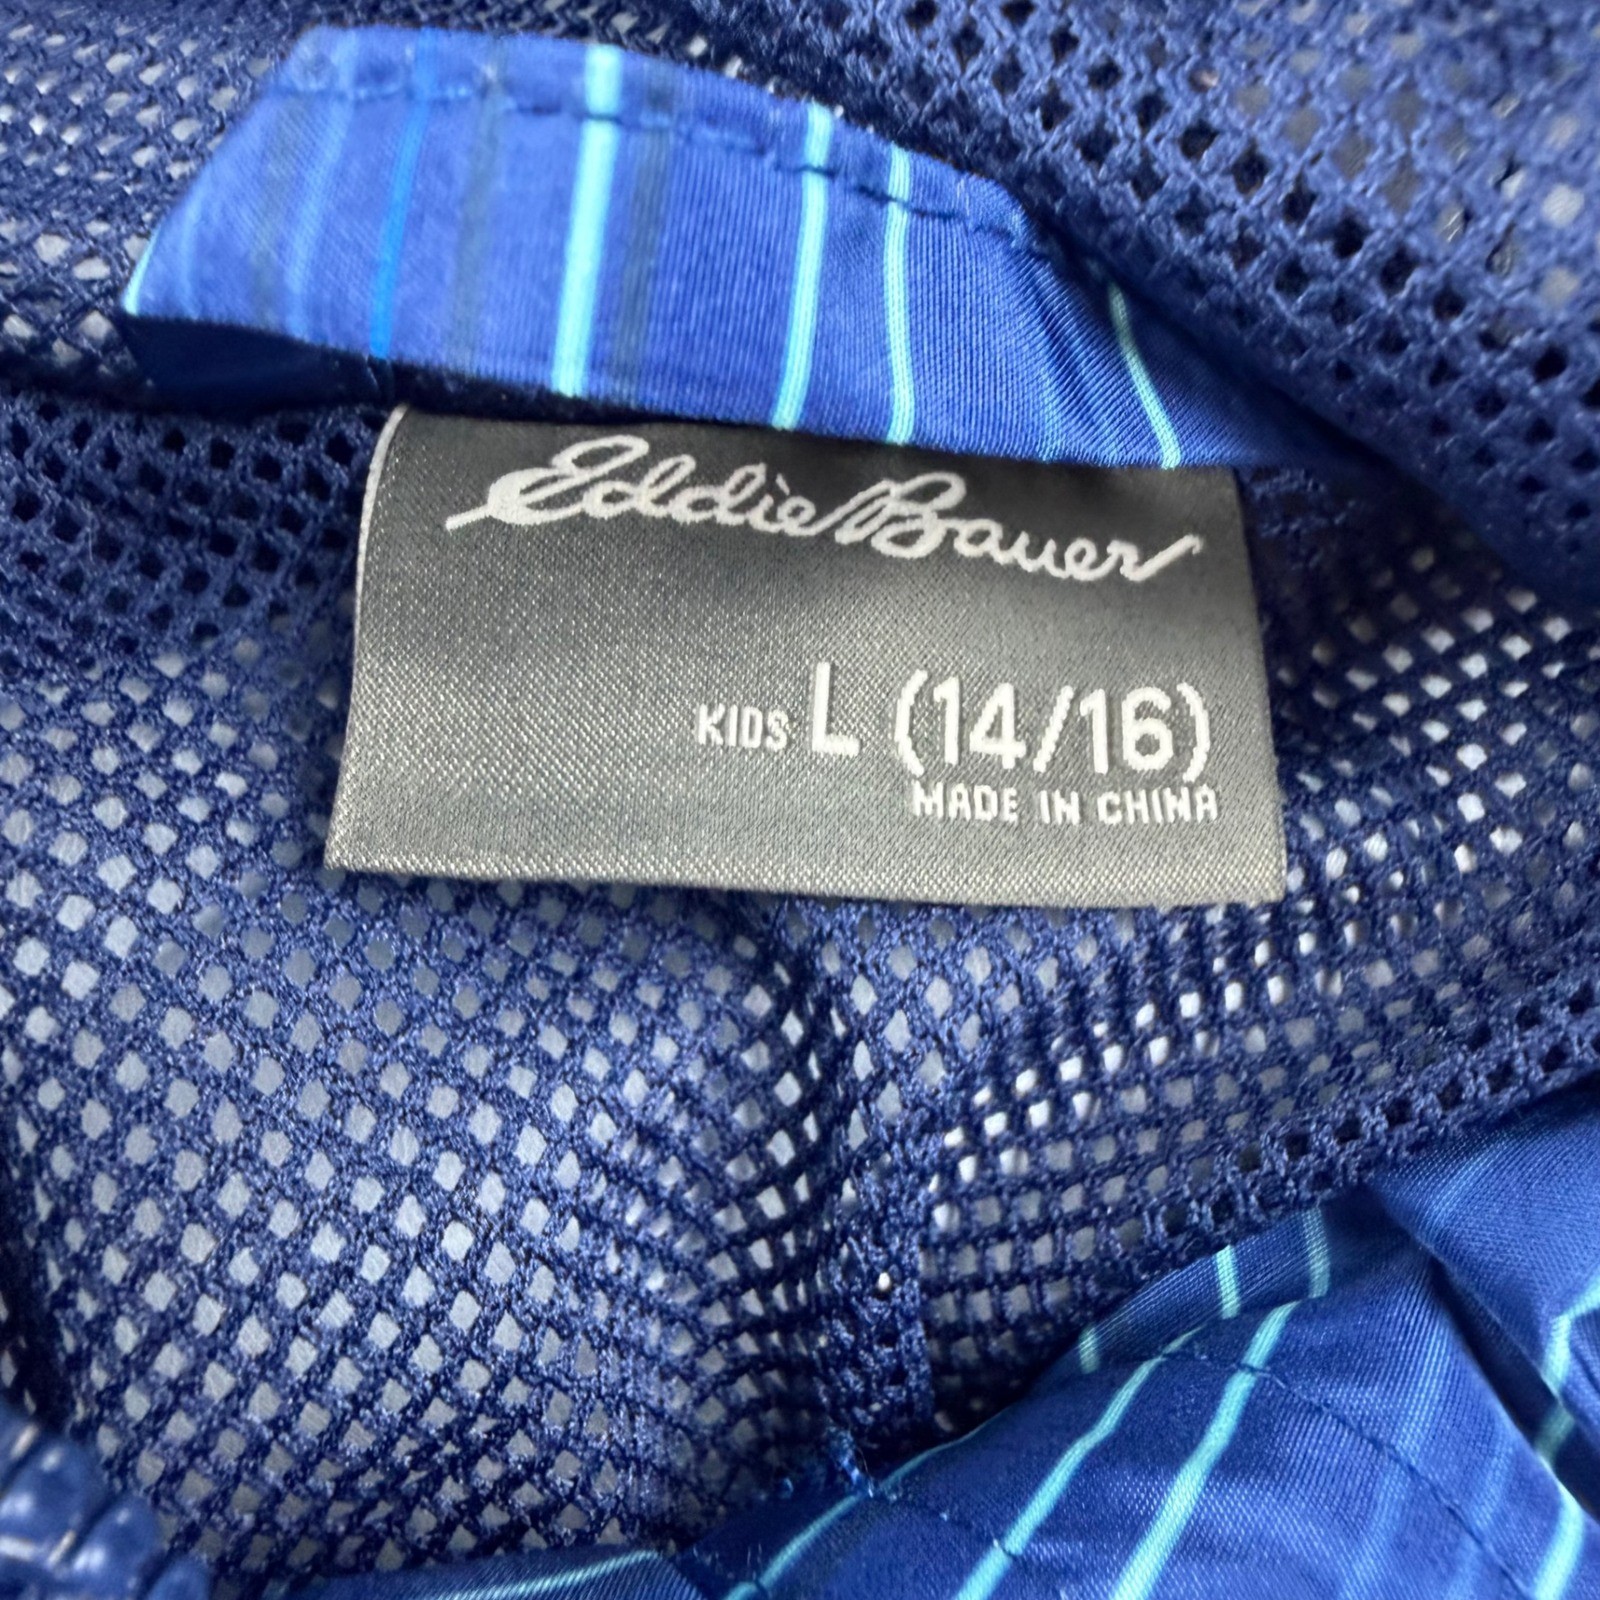 Eddie Bauer
KIDS L (14/16)
MADE IN CHINA